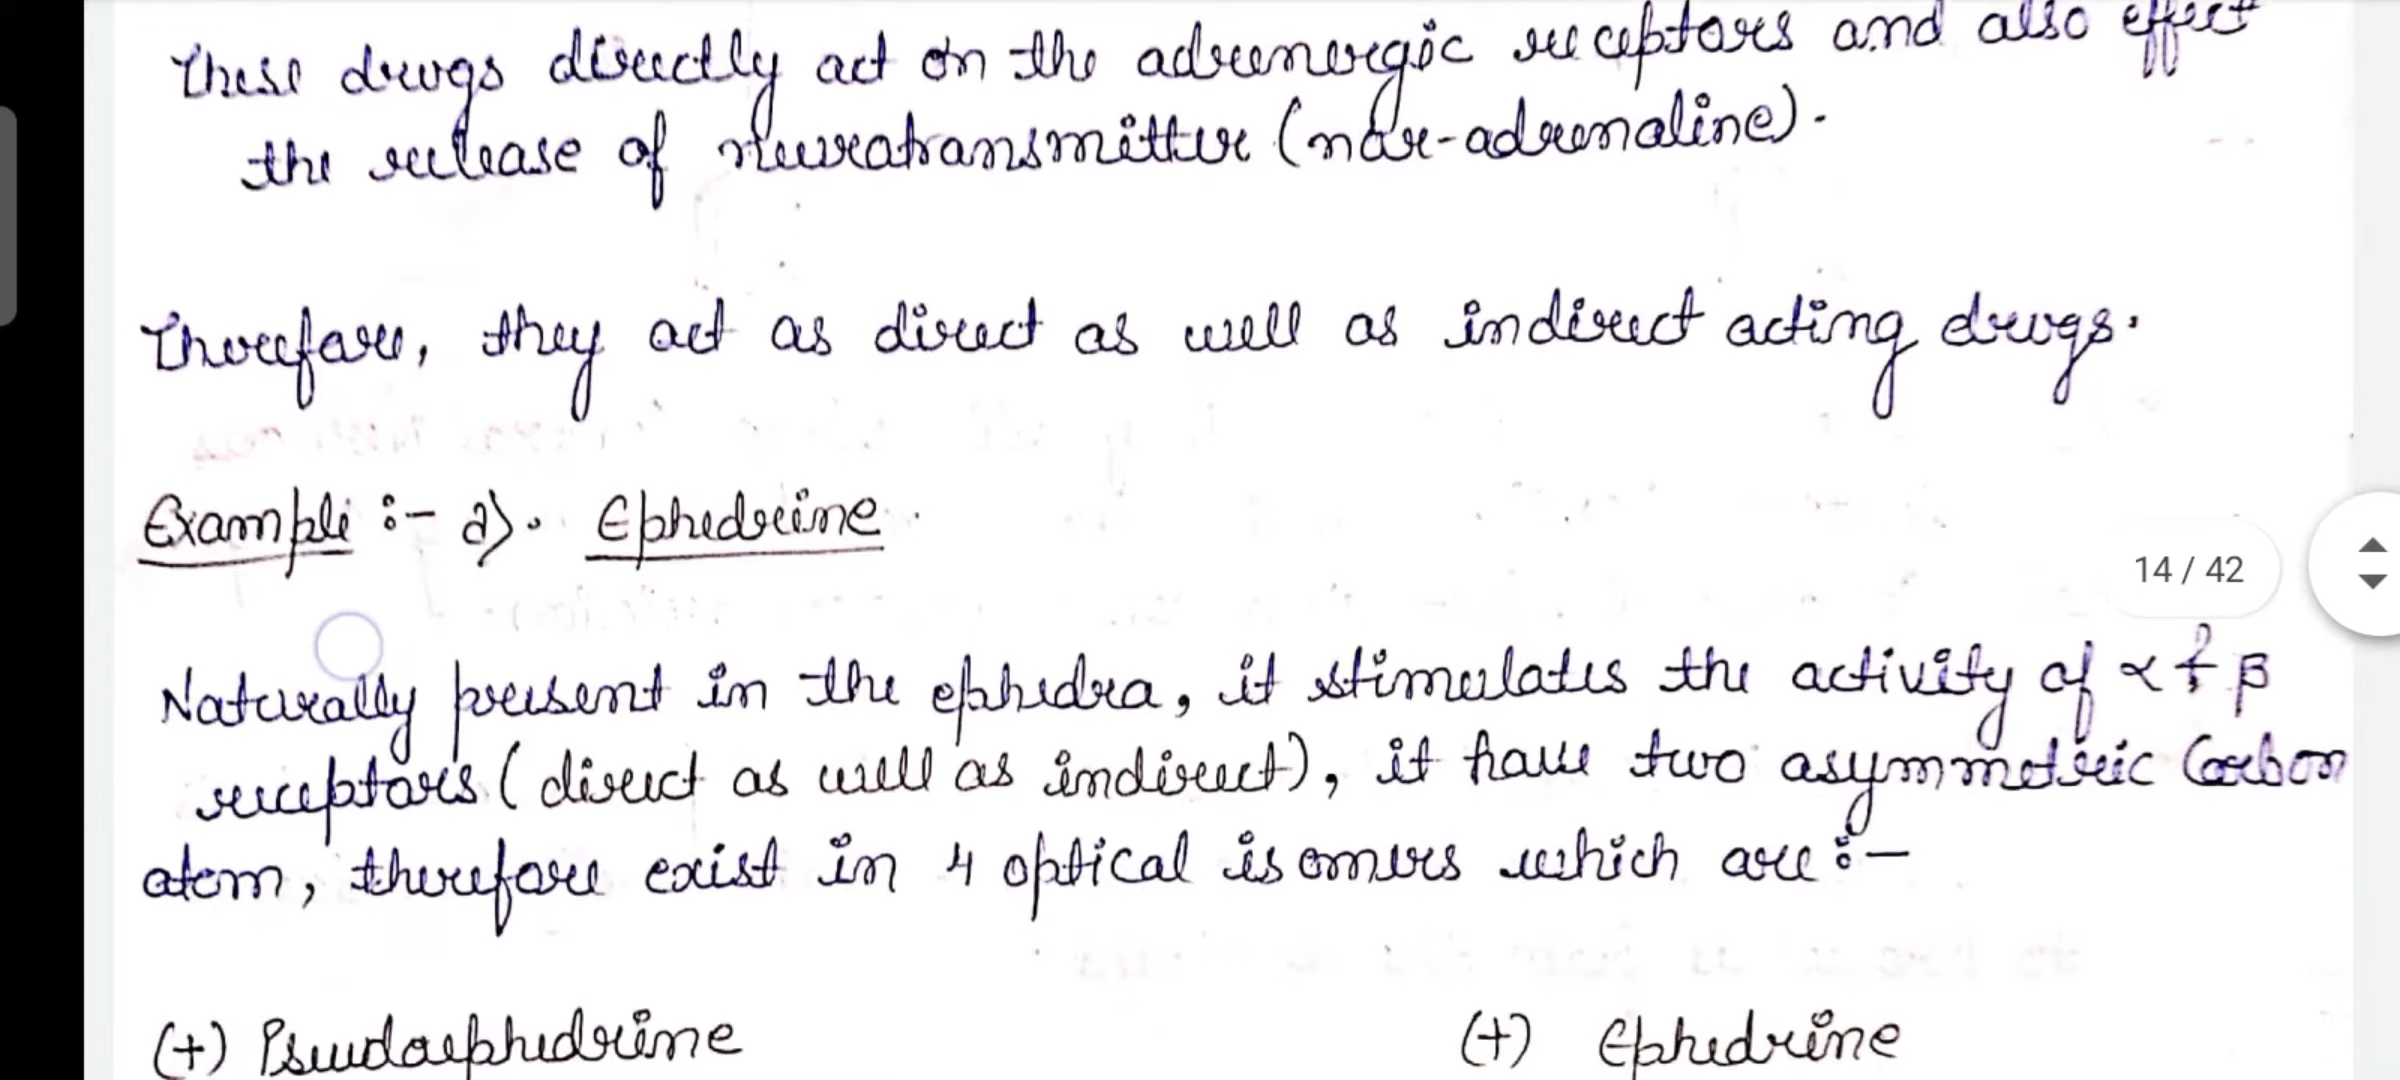 These drugs directly act on the adrenergic receptors and also effect
the release of neurotransmitter (nor-adrenaline).
Therefore, they act as direct as well as indirect acting drugs.
Example :- a). Ephedrine
14 / 42
Naturally present in the ephedra, it stimulates the activity of α & β
receptors (direct as well as indirect), it have two asymmetric Carbon
atom, therefore exist in 4 optical isomers which are :-
(+) Pseudoephedrine (+) Ephedrine